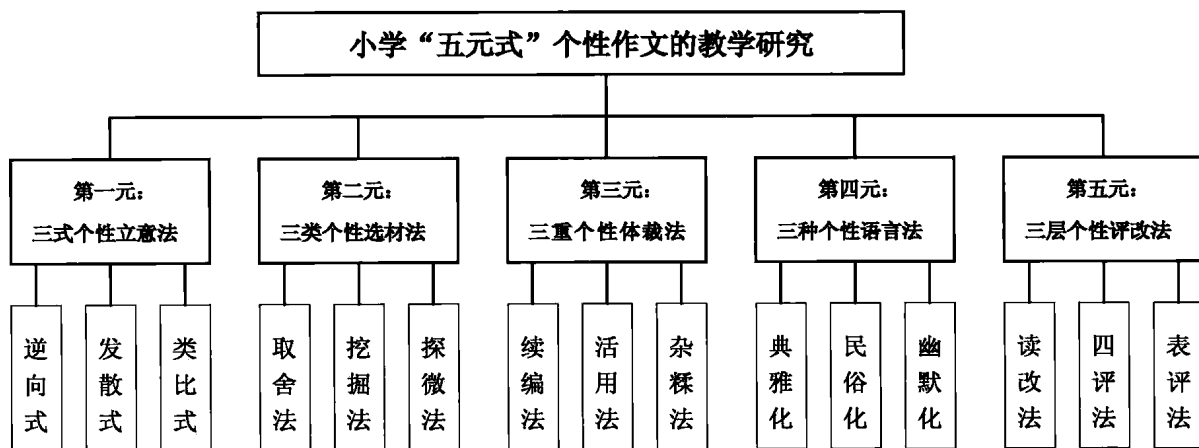 小学“五元式”个性作文的教学研究
第一元：
三式个性立意法
第二元：
三类个性选材法
第三元：
三重个性体裁法
第四元：
三种个性语言法
第五元：
三层个性评改法
逆向式
发散式
类比式
取舍法
挖掘法
探微法
续编法
活用法
杂糅法
典雅化
民俗化
幽默化
读改法
四评法
表评法